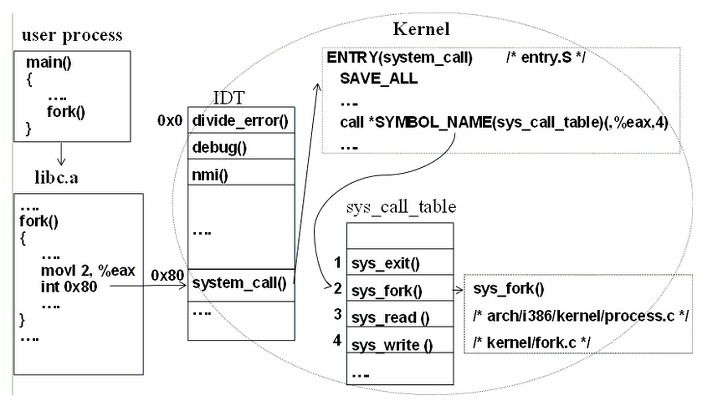 user process
main()
{
....
fork()
}
libc.a
....
fork()
{
....
movl 2, %eax
int 0x80
....
}
....
Kernel
IDT
0x0 divide_error()
debug()
nmi()
....
0x80 system_call()
....
ENTRY(system_call) /* entry.S */
SAVE_ALL
....
call *SYMBOL_NAME(sys_call_table)(,%eax,4)
....
sys_call_table
1 sys_exit()
2 sys_fork()
3 sys_read ()
4 sys_write ()
....
sys_fork()
/* arch/i386/kernel/process.c */
/* kernel/fork.c */